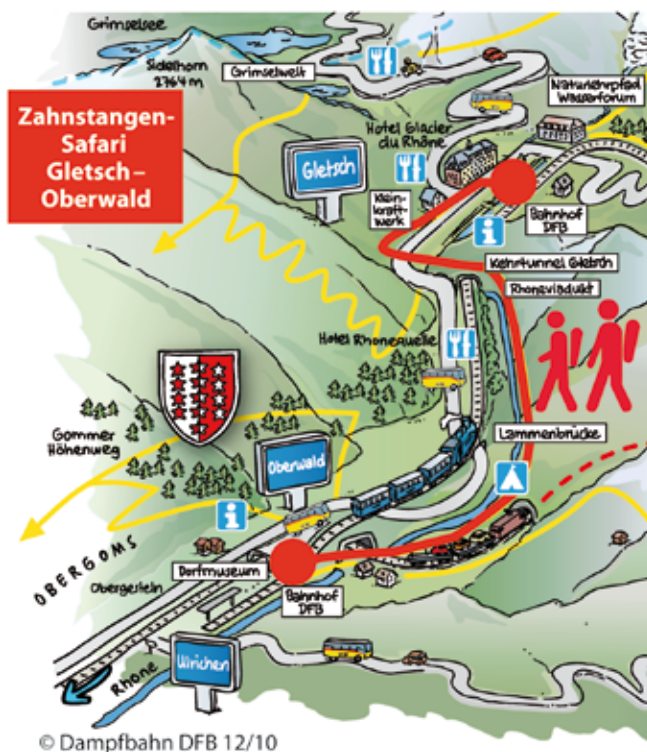 Grimselsee
Sidelhorn
2764 m
Grimselwelt
Naturlehrpfad
Wasserforum
Zahnstangen-
Safari
Gletsch–
Oberwald
Hotel Glacier
du Rhône
Gletsch
Klein-
kraft-
werk
Bahnhof
DFB
Kehrtunnel Gletsch
Rhoneviadukt
Hotel Rhonequelle
Lammenbrücke
Gommer
Höhenweg
Oberwald
OBERGOMS
Dorfmuseum
Obergesteln
Bahnhof
DFB
Ulrichen
Rhone
© Dampfbahn DFB 12/10